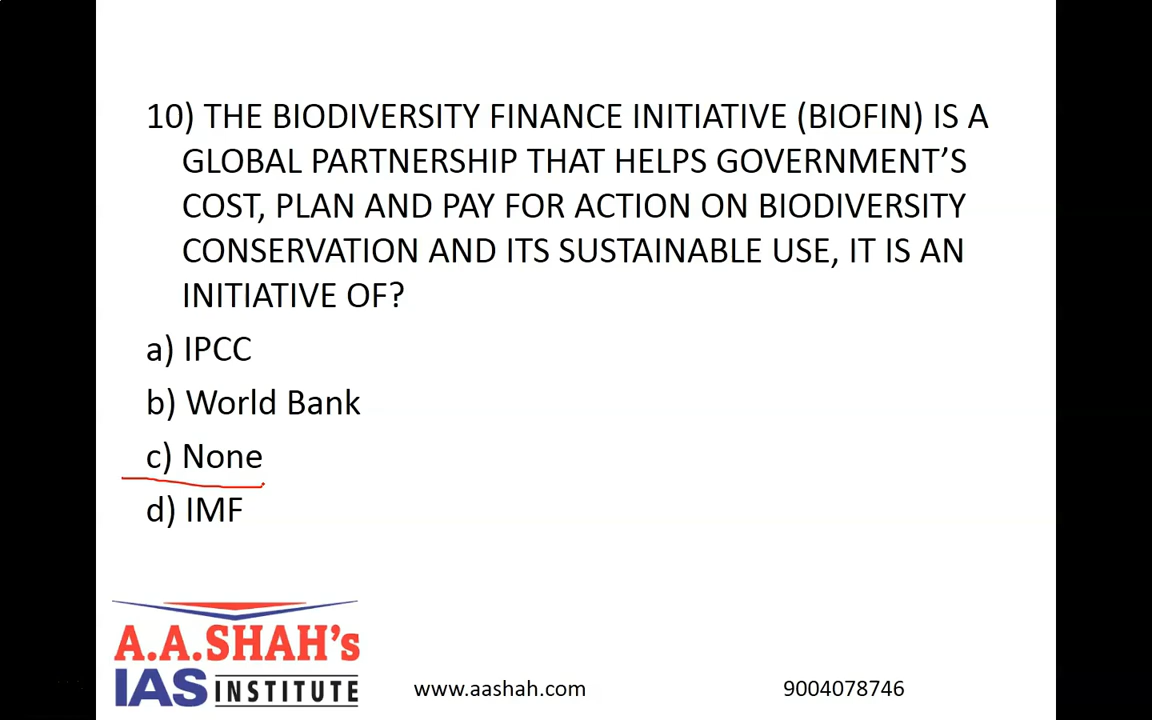 10) THE BIODIVERSITY FINANCE INITIATIVE (BIOFIN) IS A
GLOBAL PARTNERSHIP THAT HELPS GOVERNMENT’S
COST, PLAN AND PAY FOR ACTION ON BIODIVERSITY
CONSERVATION AND ITS SUSTAINABLE USE, IT IS AN
INITIATIVE OF?
a) IPCC
b) World Bank
c) None
d) IMF
A.A.SHAH’s
IAS INSTITUTE
www.aashah.com
9004078746